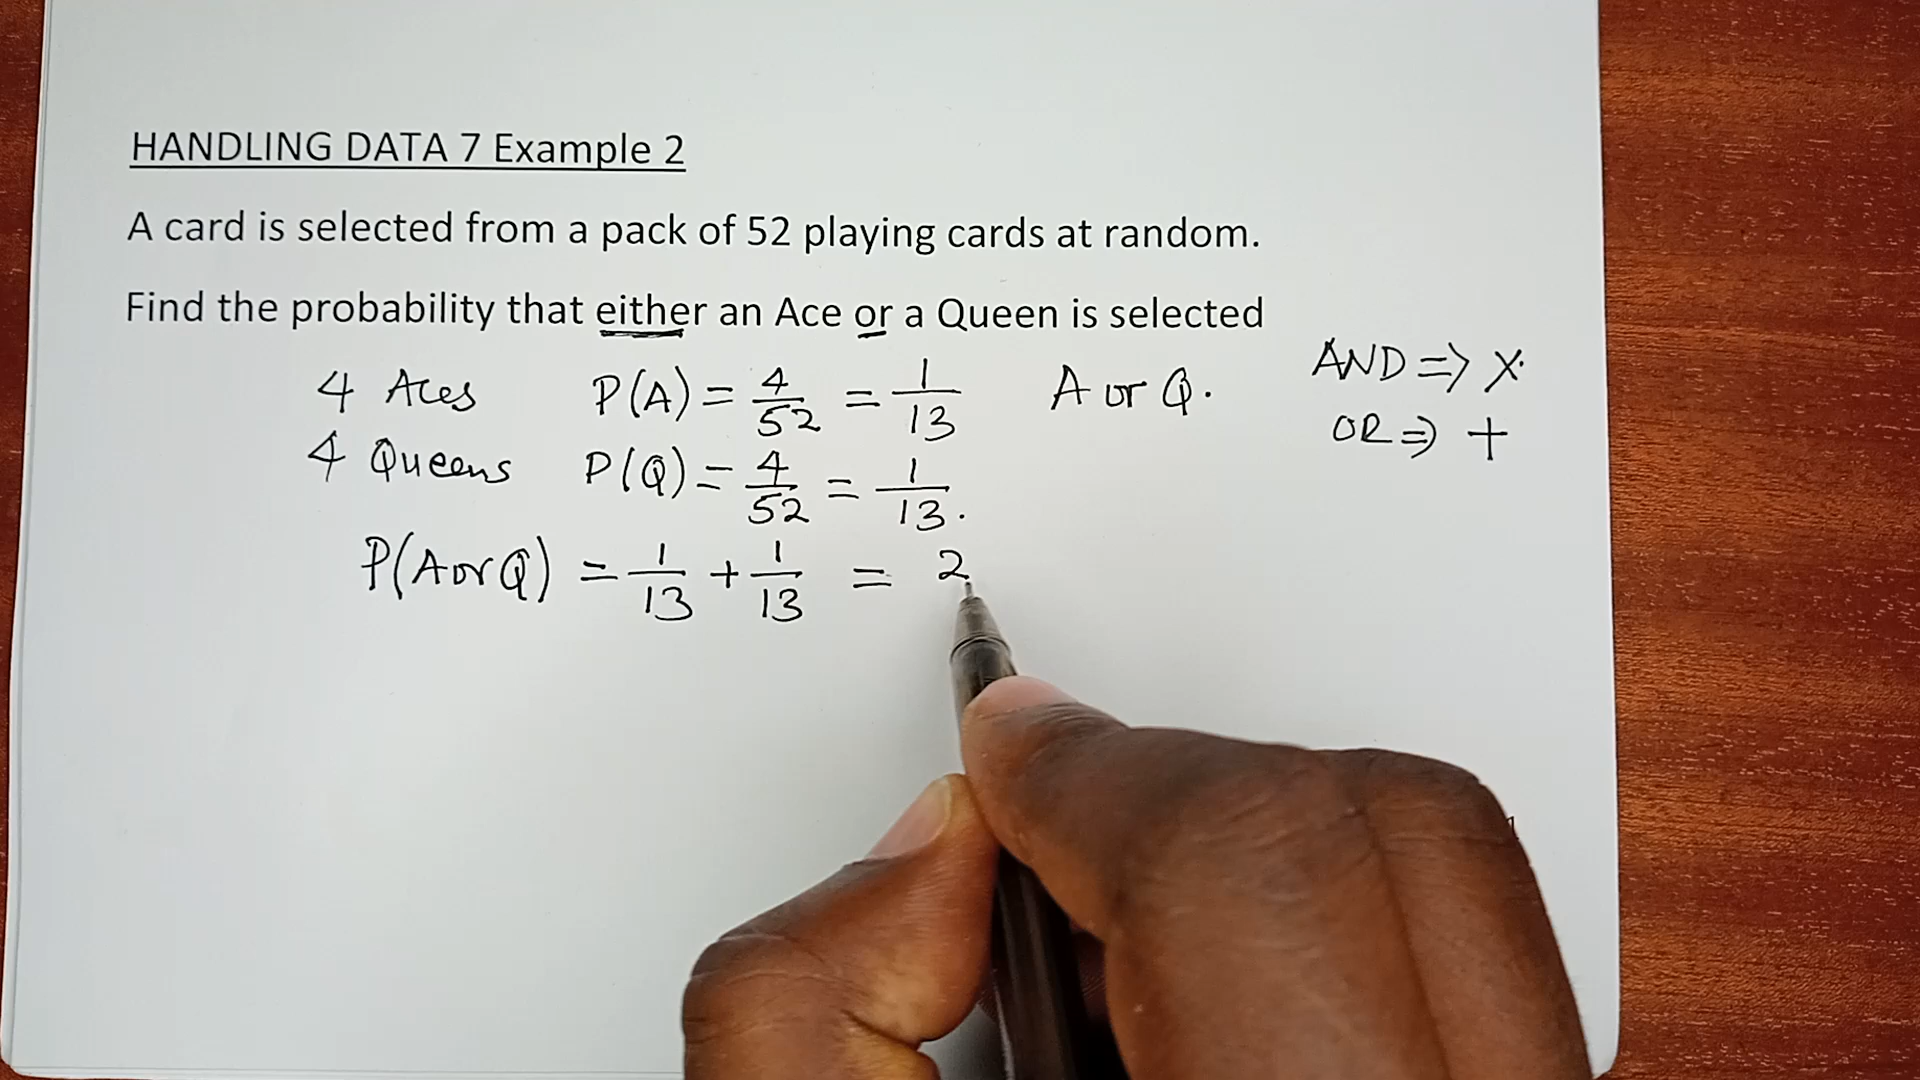 HANDLING DATA 7 Example 2
A card is selected from a pack of 52 playing cards at random.
Find the probability that either an Ace or a Queen is selected
4 Aces P(A) = 4/52 = 1/13 A or Q.
AND => X
OR => +
4 Queens P(Q) = 4/52 = 1/13.
P(A or Q) = 1/13 + 1/13 = 2